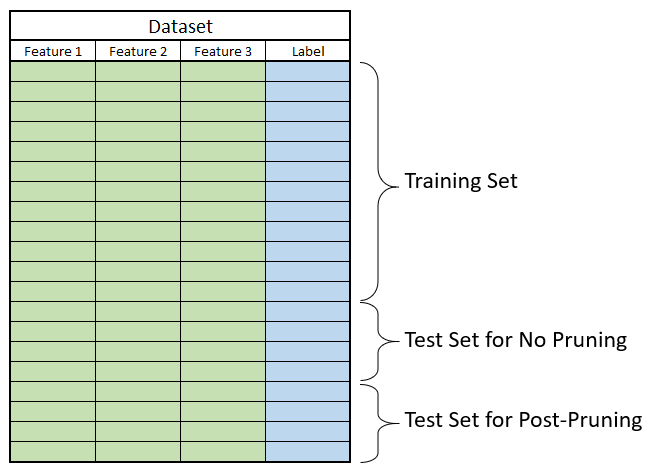 Dataset
Feature 1 Feature 2 Feature 3 Label
Training Set
Test Set for No Pruning
Test Set for Post-Pruning